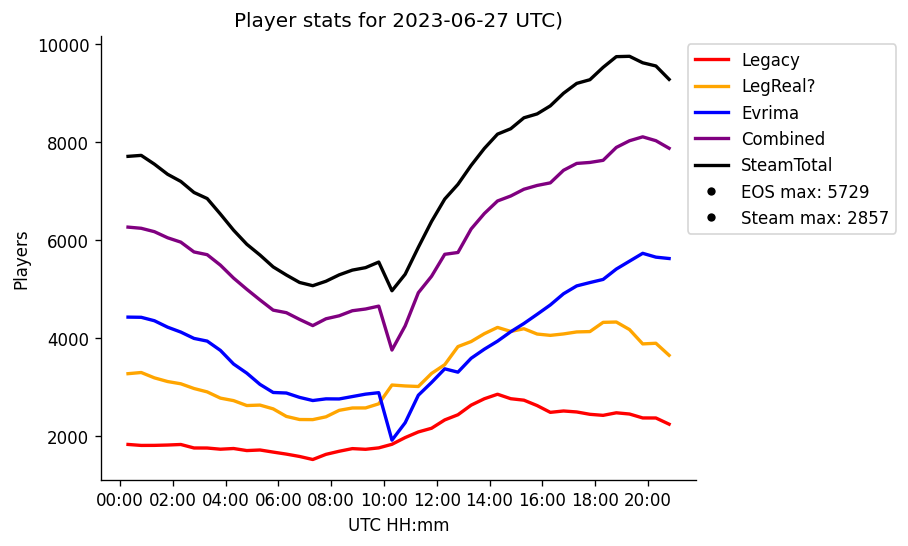 Player stats for 2023-06-27 UTC)
10000
8000
6000
4000
2000
Players
00:00 02:00 04:00 06:00 08:00 10:00 12:00 14:00 16:00 18:00 20:00
UTC HH:mm
Legacy
LegReal?
Evrima
Combined
SteamTotal
EOS max: 5729
Steam max: 2857